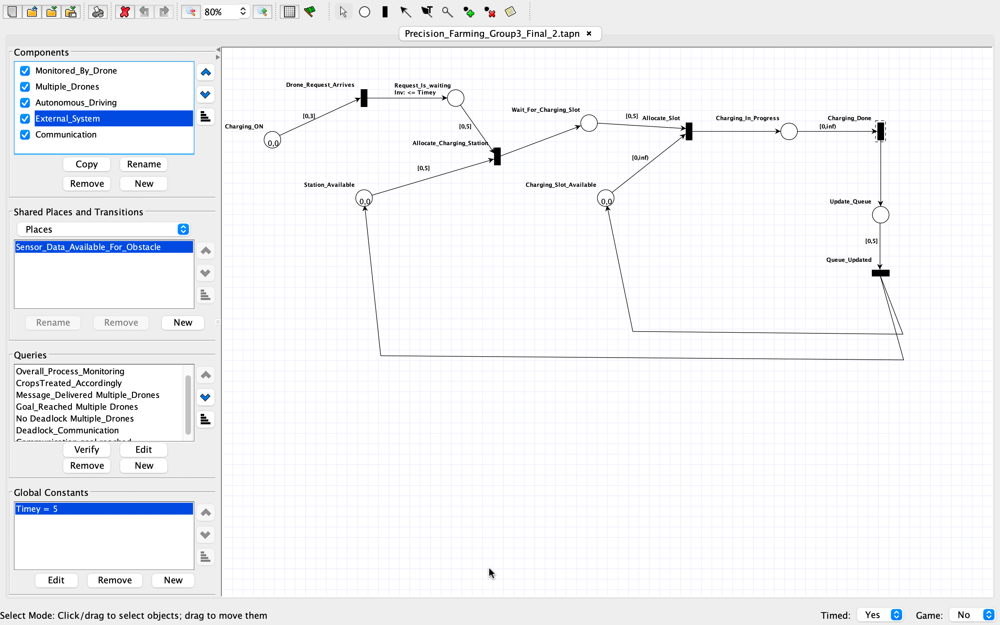 80%
Precision_Farming_Group3_Final_2.tapn
Components
Monitored_By_Drone
Multiple_Drones
Autonomous_Driving
External_System
Communication
Copy
Rename
Remove
New
Shared Places and Transitions
Places
Sensor_Data_Available_For_Obstacle
Rename
Remove
New
Queries
Overall_Process_Monitoring
CropsTreated_Accordingly
Message_Delivered Multiple_Drones
Goal_Reached Multiple Drones
No Deadlock Multiple_Drones
Deadlock_Communication
Verify
Edit
Remove
New
Global Constants
Timey = 5
Edit
Remove
New
Drone_Request_Arrives
Request_Is_waiting
Inv: <= Timey
[0,3]
Charging_ON
0,0
[0,5]
Allocate_Charging_Station
[0,5]
Station_Available
0,0
Wait_For_Charging_Slot
[0,5]
Allocate_Slot
[0,inf)
Charging_Slot_Available
0,0
Charging_In_Progress
Charging_Done
[0,inf)
Update_Queue
[0,5]
Queue_Updated
Select Mode: Click/drag to select objects; drag to move them
Timed:
Yes
Game:
No